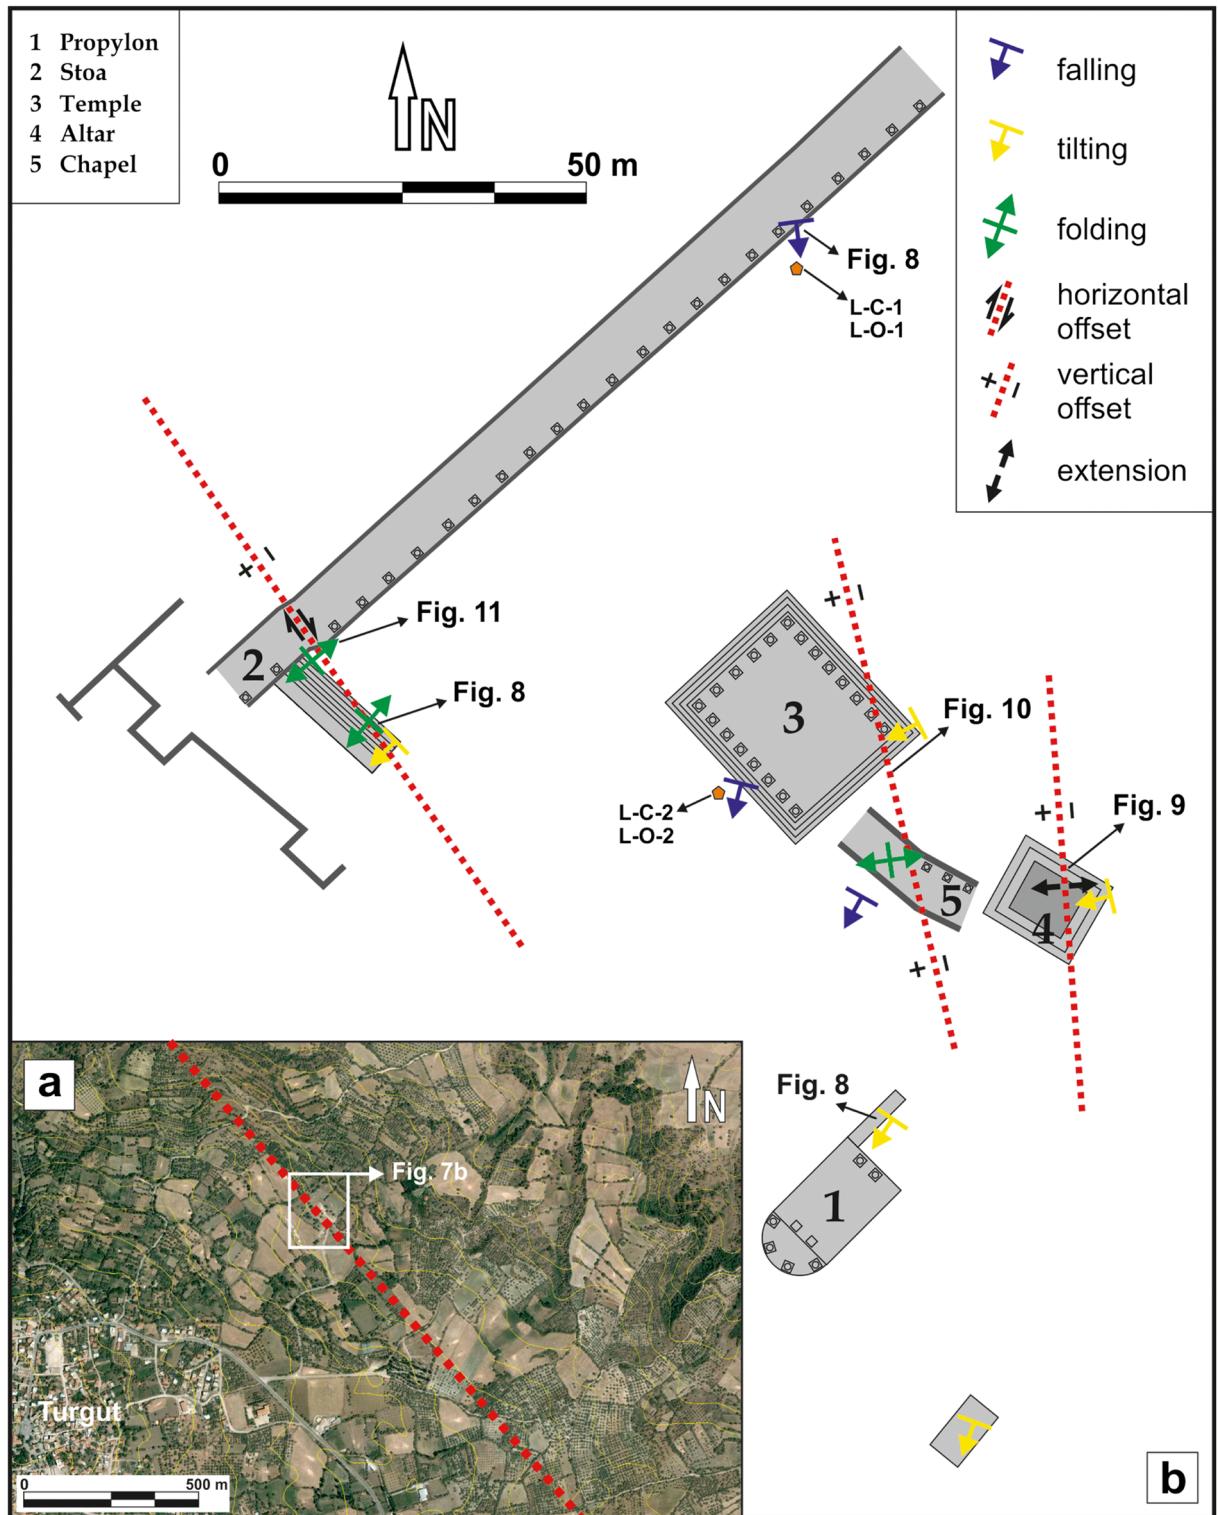 1 Propylon
2 Stoa
3 Temple
4 Altar
5 Chapel
N
0 50 m
falling
tilting
folding
horizontal
offset
+ −
vertical
offset
extension
Fig. 8
L-C-1
L-O-1
+ −
2
Fig. 11
Fig. 8
+ −
3
Fig. 10
L-C-2
L-O-2
+ −
Fig. 9
5
4
+ −
a
N
Fig. 7b
Turgut
0 500 m
Fig. 8
1
b